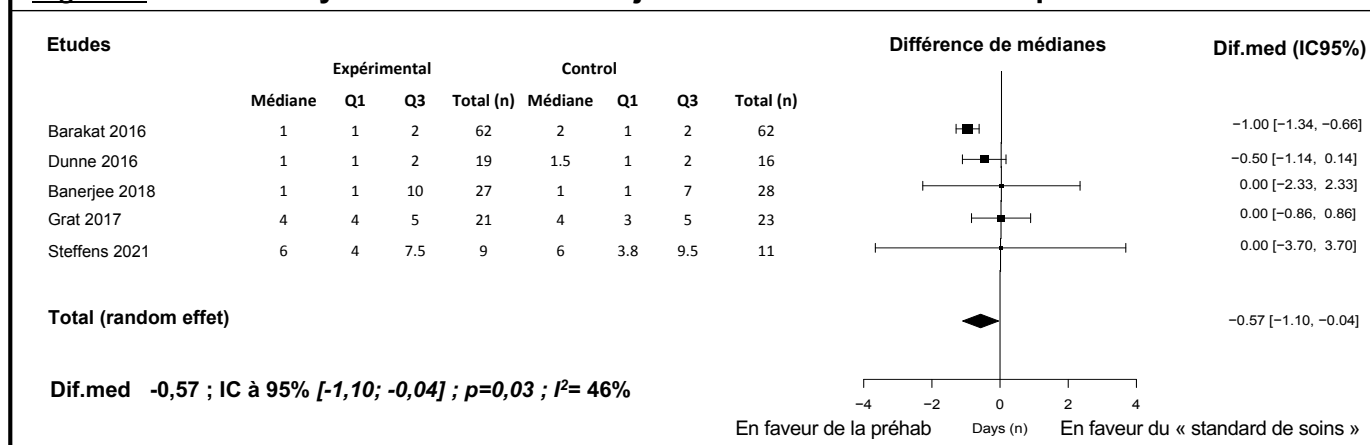 Etudes Différence de médianes Dif.med (IC95%)
Expérimental Control
Médiane Q1 Q3 Total (n) Médiane Q1 Q3 Total (n)
Barakat 2016 1 1 2 62 2 1 2 62 −1.00 [−1.34, −0.66]
Dunne 2016 1 1 2 19 1.5 1 2 16 −0.50 [−1.14, 0.14]
Banerjee 2018 1 1 10 27 1 1 7 28 0.00 [−2.33, 2.33]
Grat 2017 4 4 5 21 4 3 5 23 0.00 [−0.86, 0.86]
Steffens 2021 6 4 7.5 9 6 3.8 9.5 11 0.00 [−3.70, 3.70]
Total (random effet) −0.57 [−1.10, −0.04]
Dif.med -0,57 ; IC à 95% [-1,10; -0,04] ; p=0,03 ; I²= 46%
−4 −2 0 2 4
En faveur de la préhab Days (n) En faveur du « standard de soins »